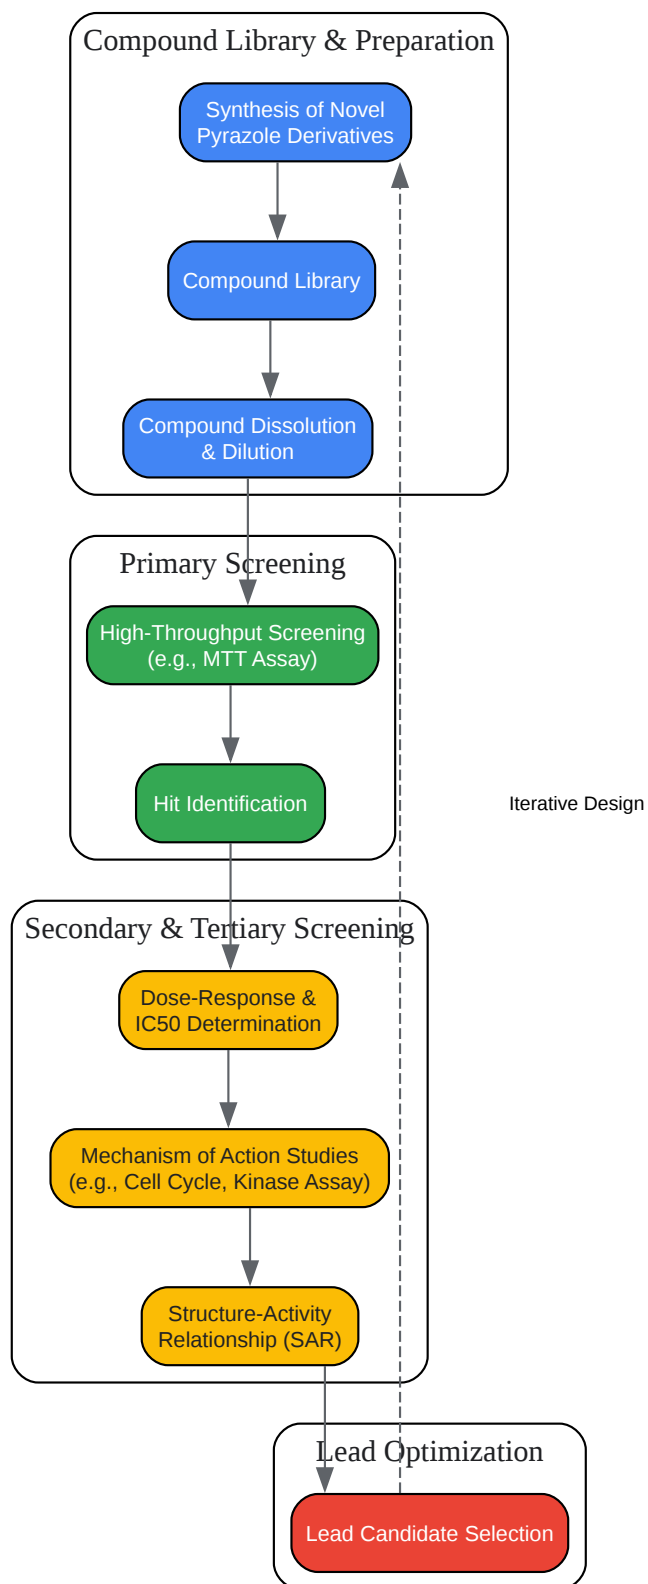 Compound Library & Preparation
Synthesis of Novel
Pyrazole Derivatives
Compound Library
Compound Dissolution
& Dilution
Primary Screening
High-Throughput Screening
(e.g., MTT Assay)
Hit Identification
Iterative Design
Secondary & Tertiary Screening
Dose-Response &
IC50 Determination
Mechanism of Action Studies
(e.g., Cell Cycle, Kinase Assay)
Structure-Activity
Relationship (SAR)
Lead Optimization
Lead Candidate Selection